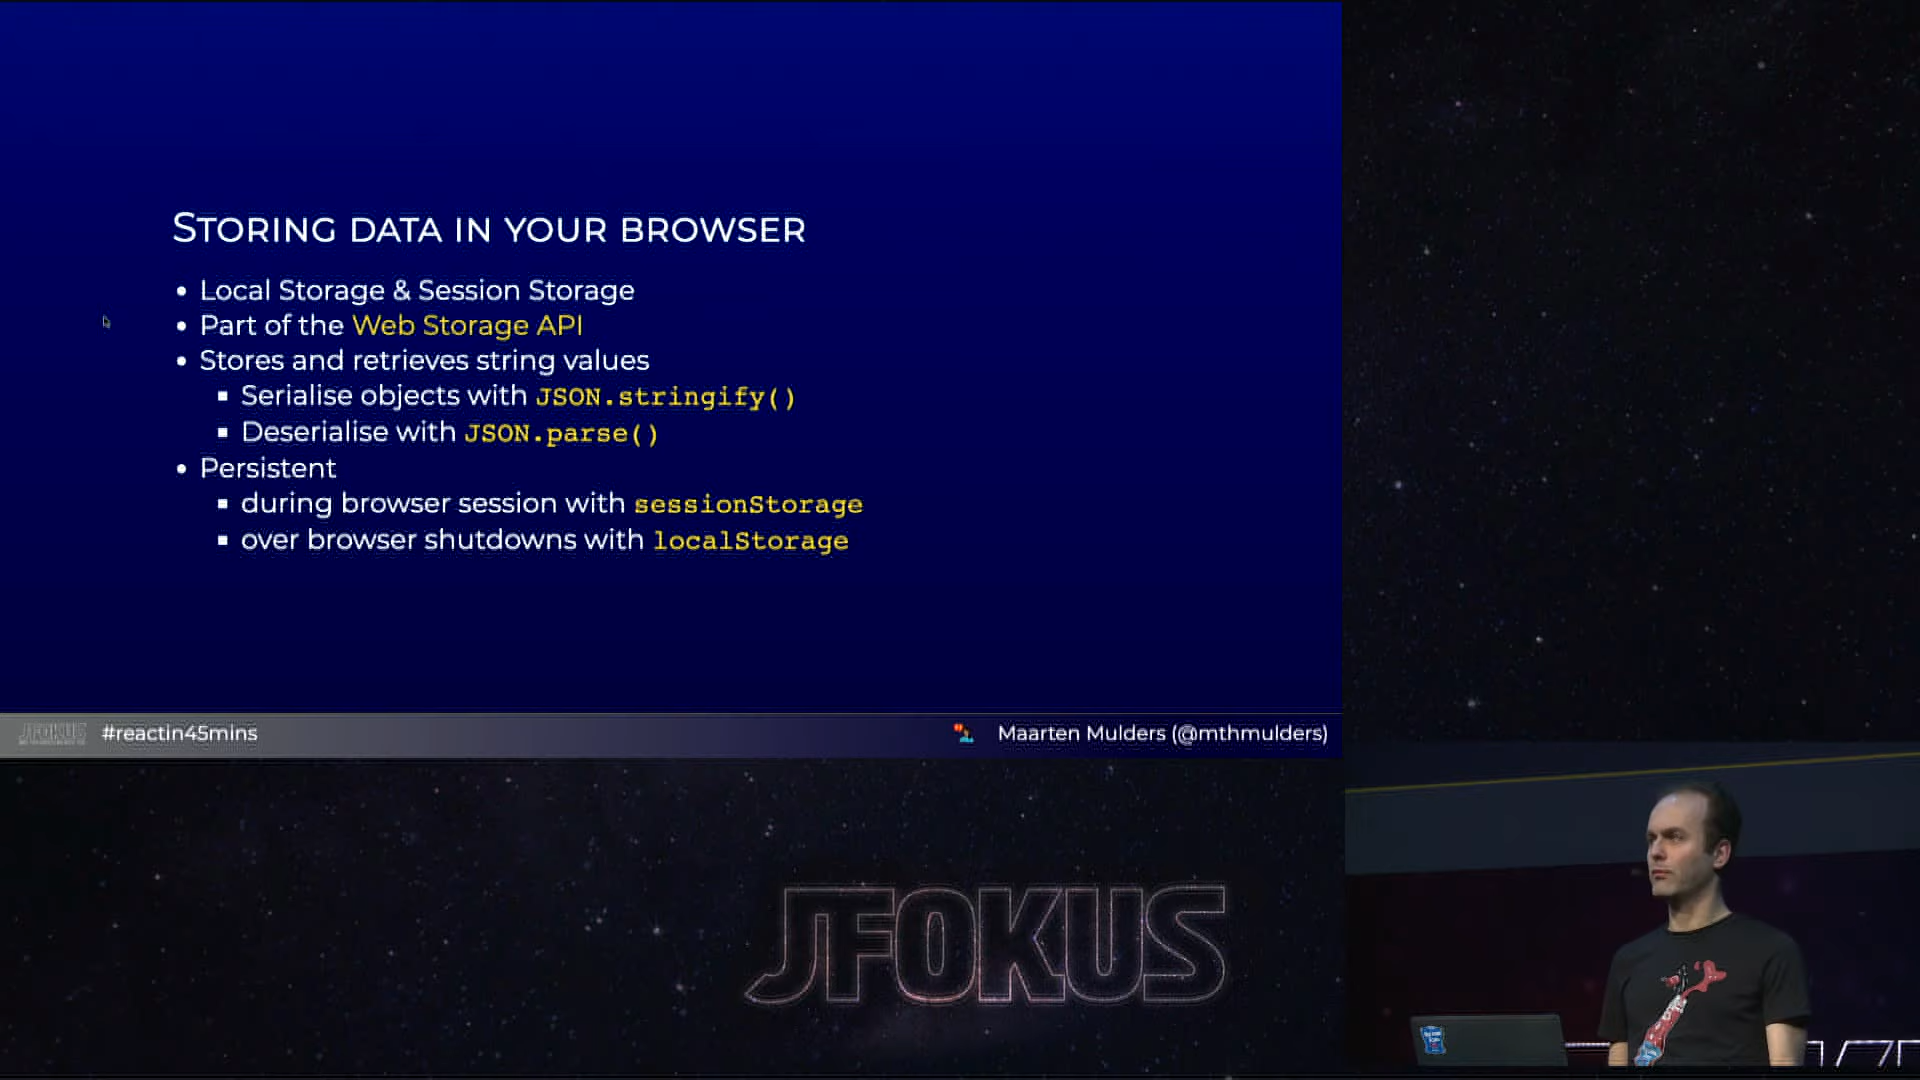 STORING DATA IN YOUR BROWSER
• Local Storage & Session Storage
• Part of the Web Storage API
• Stores and retrieves string values
▪ Serialise objects with JSON.stringify()
▪ Deserialise with JSON.parse()
• Persistent
▪ during browser session with sessionStorage
▪ over browser shutdowns with localStorage
JFOKUS
#reactin45mins
Maarten Mulders (@mthmulders)
JFOKUS